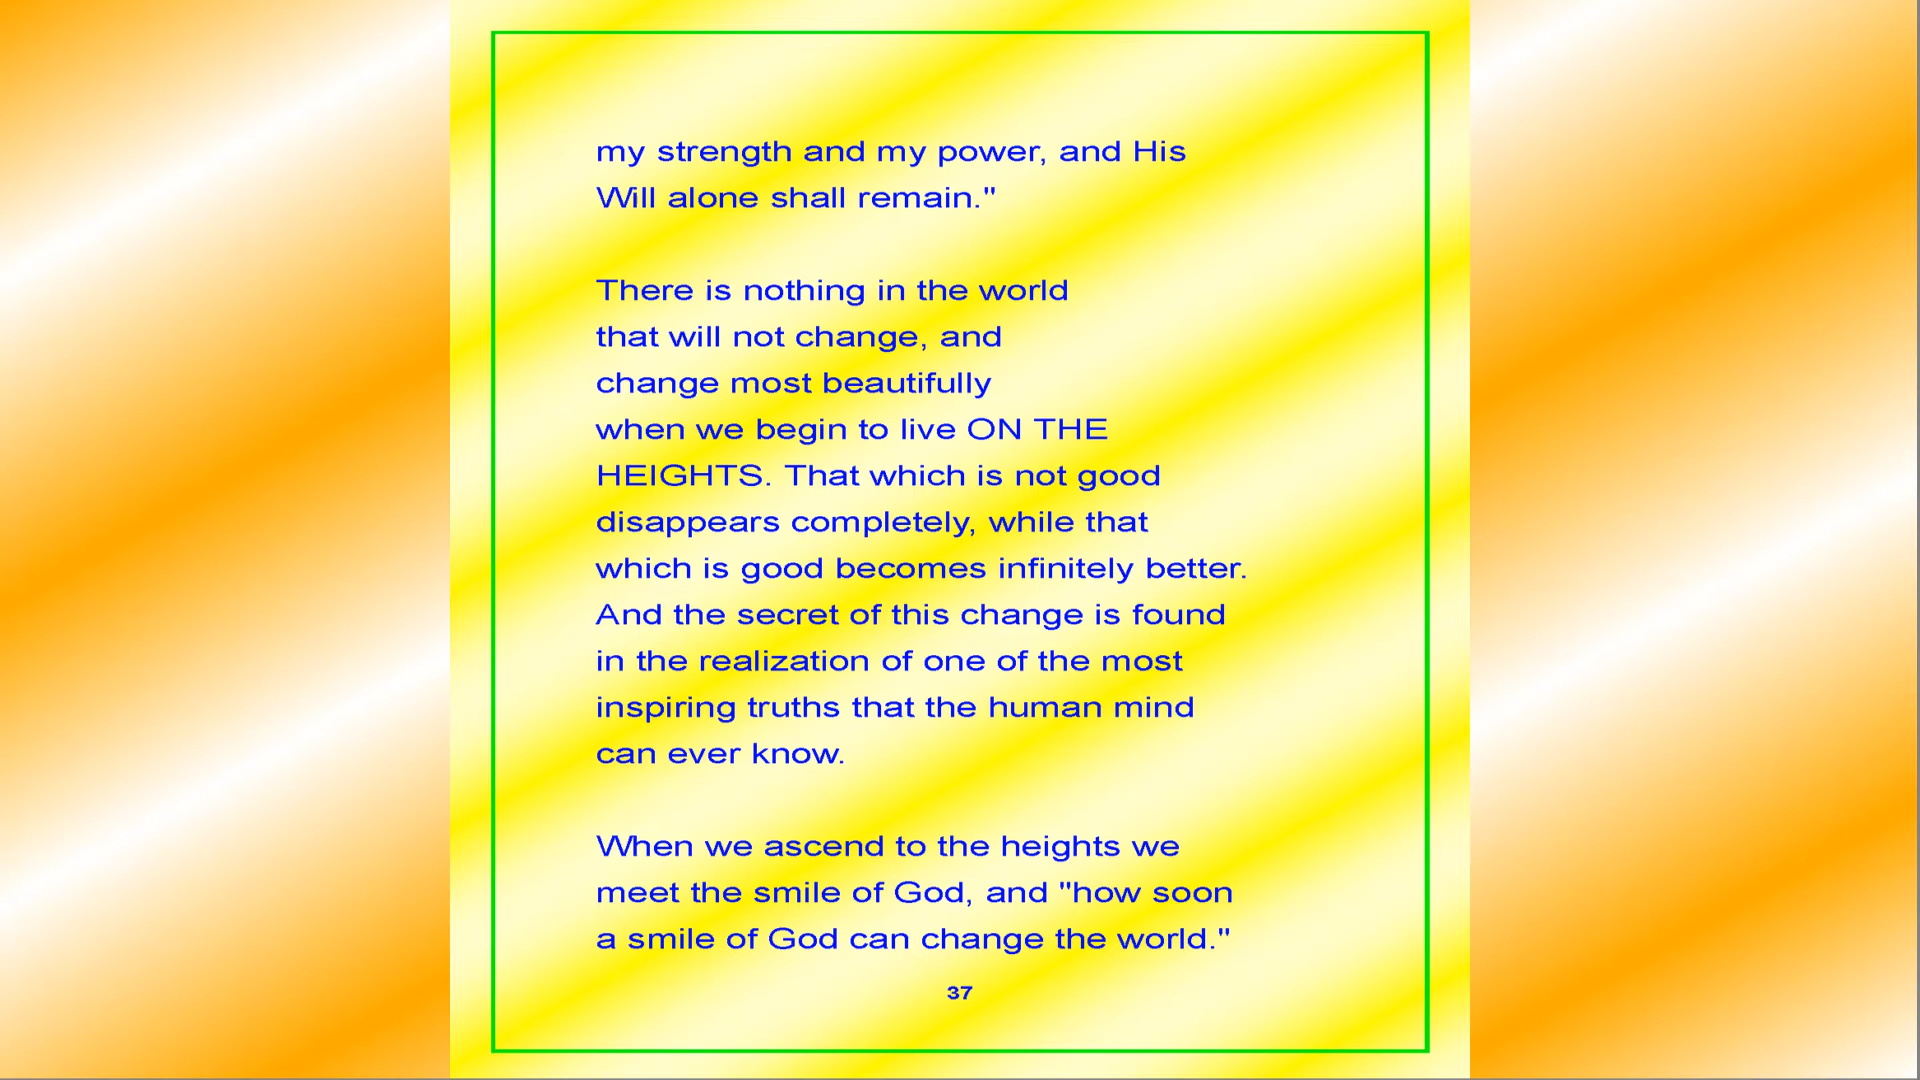 my strength and my power, and His
Will alone shall remain."
There is nothing in the world
that will not change, and
change most beautifully
when we begin to live ON THE
HEIGHTS. That which is not good
disappears completely, while that
which is good becomes infinitely better.
And the secret of this change is found
in the realization of one of the most
inspiring truths that the human mind
can ever know.
When we ascend to the heights we
meet the smile of God, and "how soon
a smile of God can change the world."
37